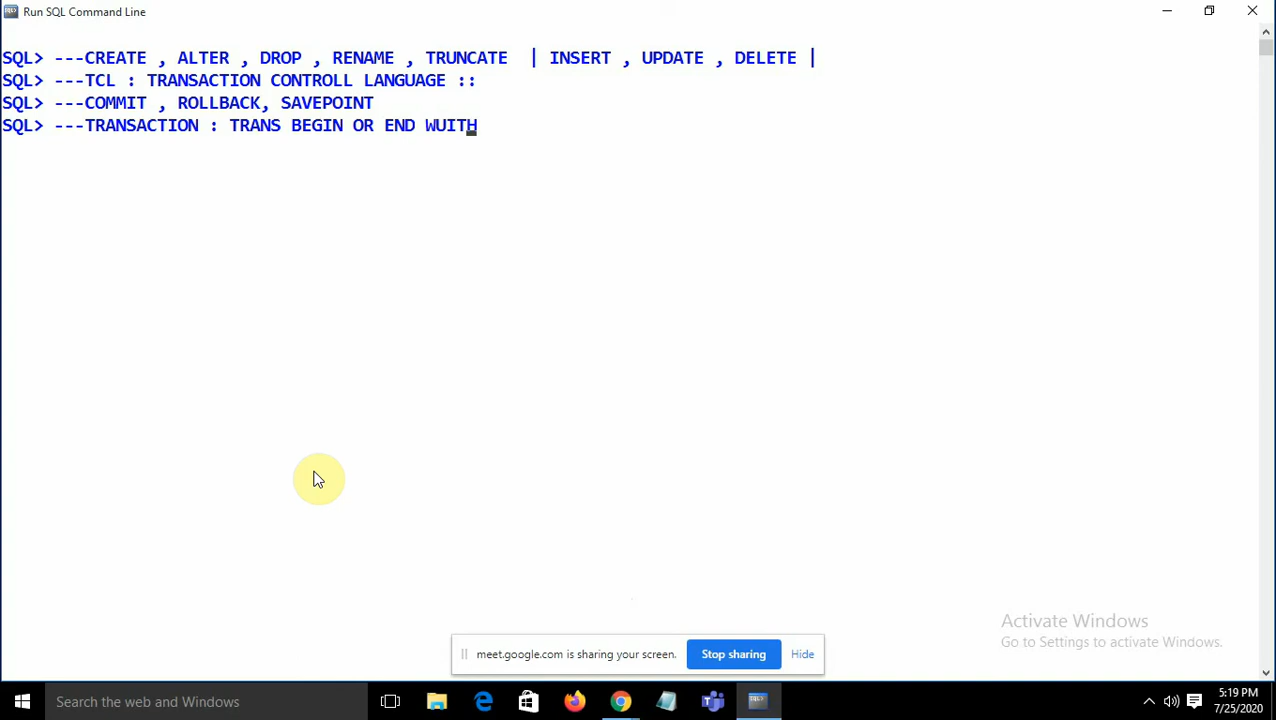 Run SQL Command Line
SQL> ---CREATE , ALTER , DROP , RENAME , TRUNCATE | INSERT , UPDATE , DELETE |
SQL> ---TCL : TRANSACTION CONTROLL LANGUAGE ::
SQL> ---COMMIT , ROLLBACK, SAVEPOINT
SQL> ---TRANSACTION : TRANS BEGIN OR END WUITH
Activate Windows
Go to Settings to activate Windows.
meet.google.com is sharing your screen. Stop sharing Hide
Search the web and Windows
5:19 PM
7/25/2020